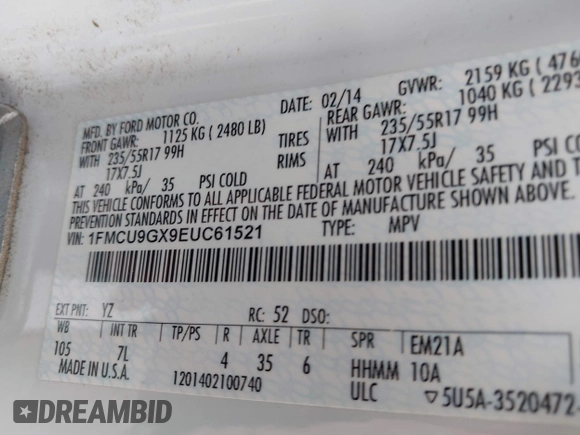 MFD. BY FORD MOTOR CO.
DATE: 02/14
GVWR: 2159 KG
FRONT GAWR: 1125 KG ( 2480 LB)
REAR GAWR: 1040 KG
WITH 235/55R17 99H
TIRES
WITH 235/55R17 99H
17X7.5J
RIMS
17X7.5J
AT 240 kPa/ 35 PSI COLD
AT 240 kPa/ 35 PSI
CONFORMS TO ALL APPLICABLE FEDERAL MOTOR VEHICLE SAFETY AND
PREVENTION STANDARDS IN EFFECT ON THE DATE OF MANUFACTURE SHOWN ABOVE.
VIN: 1FMCU9GX9EUC61521
TYPE: MPV
EXT PNT: YZ
RC: 52 DSO:
WB
INT TR
TP/PS
R
AXLE
TR
SPR
EM21A
105
7L
4
35
6
HHMM 10A
MADE IN U.S.A.
1201402100740
ULC
▽5U5A-3520472-
AUTOBIDMASTER